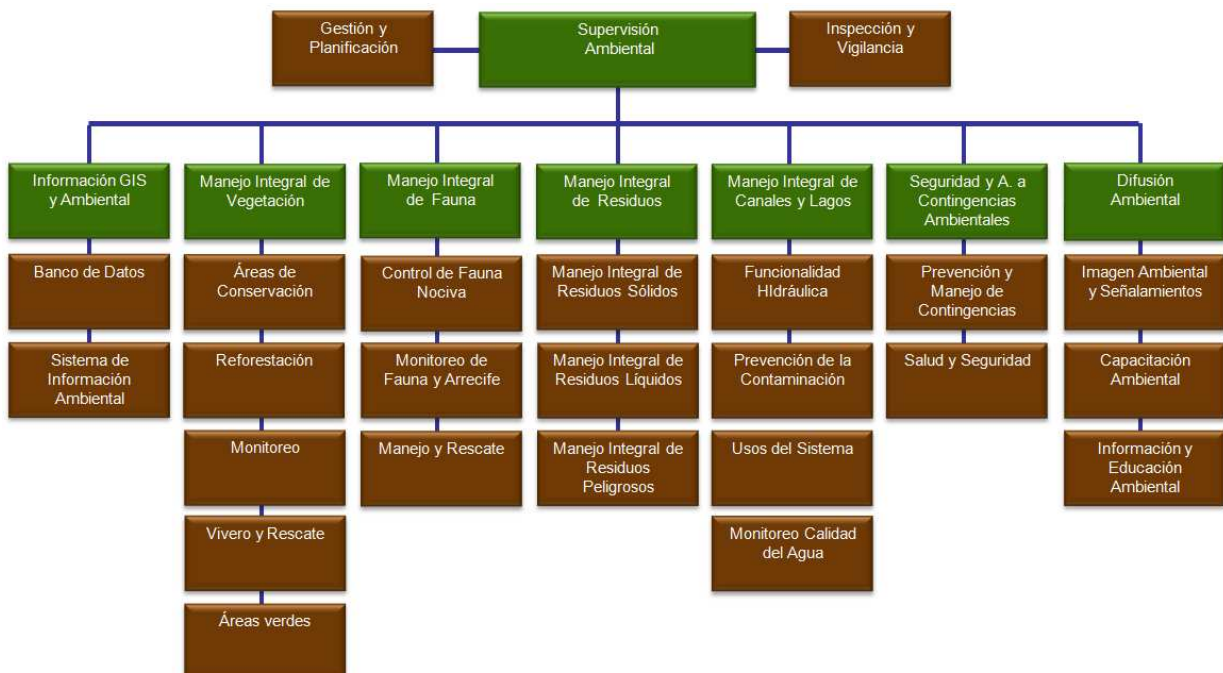 Gestión y
Planificación
Supervisión
Ambiental
Inspección y
Vigilancia
Información GIS
y Ambiental
Banco de Datos
Sistema de
Información
Ambiental
Manejo Integral de
Vegetación
Áreas de
Conservación
Reforestación
Monitoreo
Vivero y Rescate
Áreas verdes
Manejo Integral
de Fauna
Control de Fauna
Nociva
Monitoreo de
Fauna y Arrecife
Manejo y Rescate
Manejo Integral
de Residuos
Manejo Integral de
Residuos Sólidos
Manejo Integral de
Residuos Líquidos
Manejo Integral de
Residuos
Peligrosos
Manejo Integral de
Canales y Lagos
Funcionalidad
HIdráulica
Prevención de la
Contaminación
Usos del Sistema
Monitoreo Calidad
del Agua
Seguridad y A. a
Contingencias
Ambientales
Prevención y
Manejo de
Contingencias
Salud y Seguridad
Difusión
Ambiental
Imagen Ambiental
y Señalamientos
Capacitación
Ambiental
Información y
Educación
Ambiental